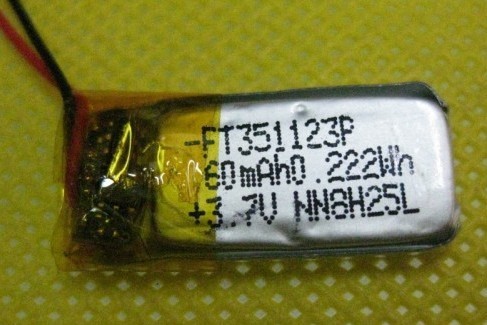 -FT351123P
60mAh0.222Wh
+3.7V NN8H25L